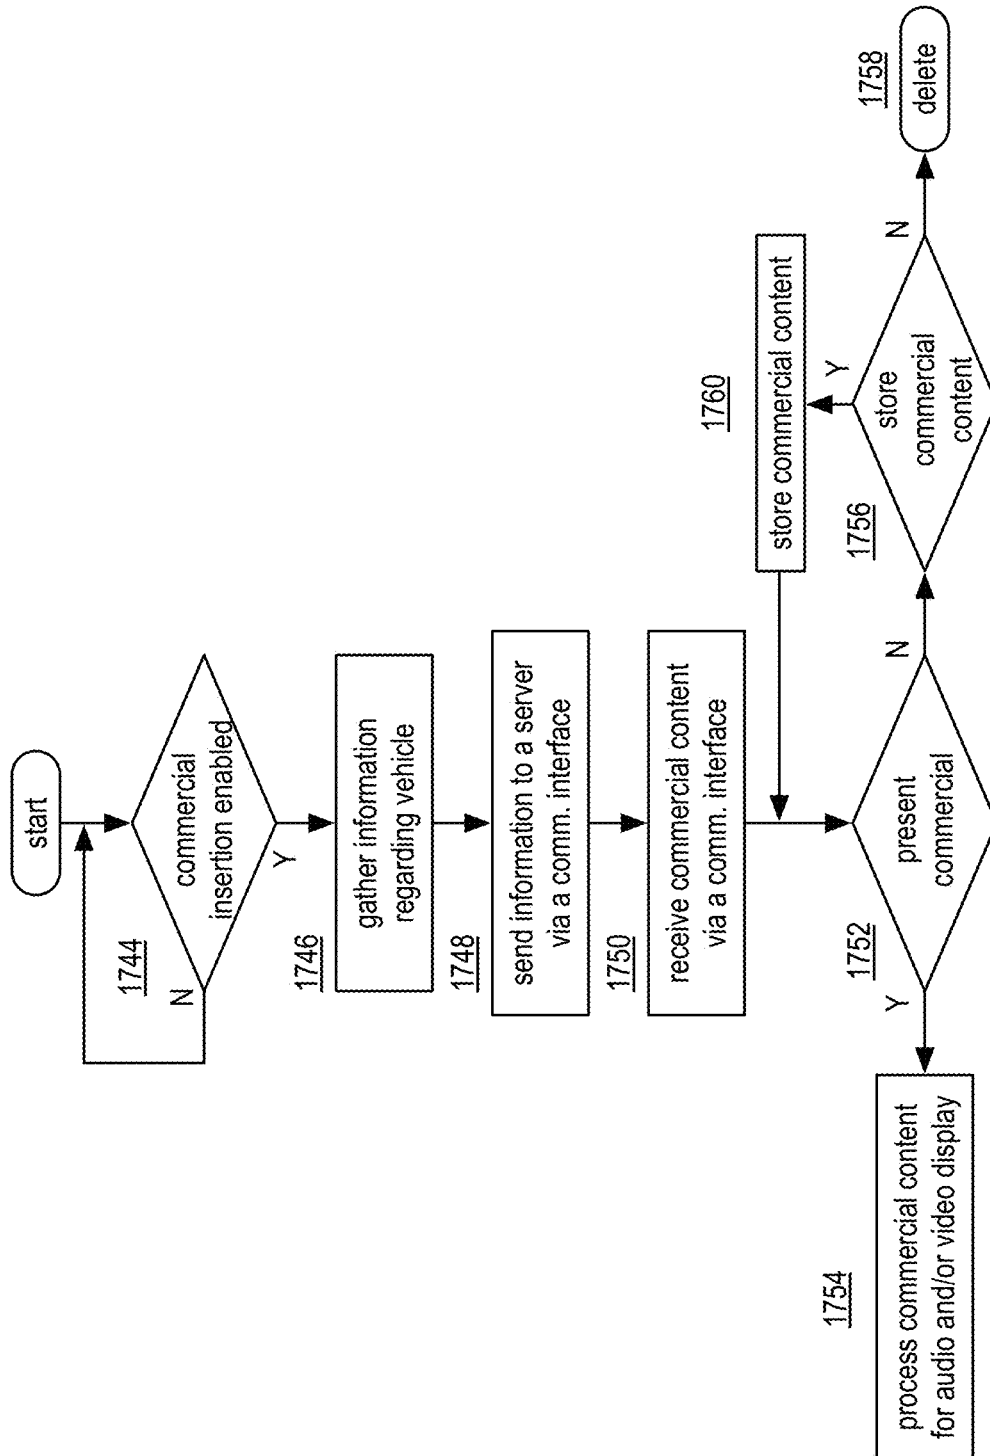 start
1744
commercial
insertion enabled
N
Y
1746
gather information
regarding vehicle
1748
send information to a server
via a comm. interface
1750
receive commercial content
via a comm. interface
1752
present
commercial
Y
N
1754
process commercial content
for audio and/or video display
1756
store
commercial
content
Y
N
1760
store commercial content
1758
delete